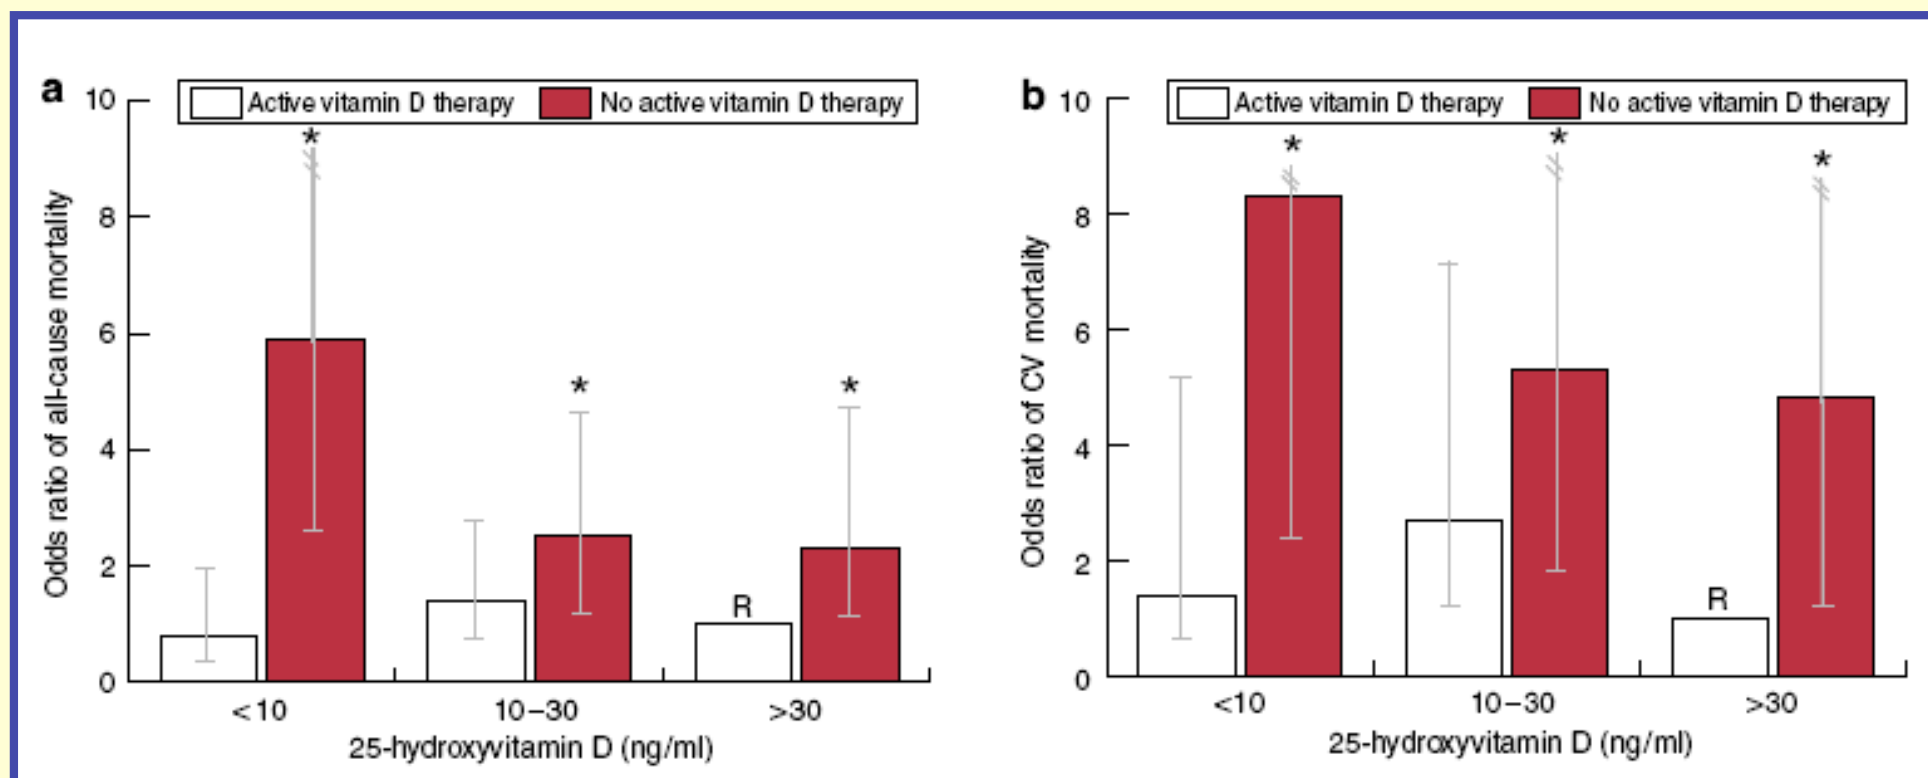 a
Active vitamin D therapy No active vitamin D therapy
Odds ratio of all-cause mortality
10
8
6
4
2
0
*
*
*
R
<10 10–30 >30
25-hydroxyvitamin D (ng/ml)
b
Active vitamin D therapy No active vitamin D therapy
Odds ratio of CV mortality
10
8
6
4
2
0
*
*
*
R
<10 10–30 >30
25-hydroxyvitamin D (ng/ml)